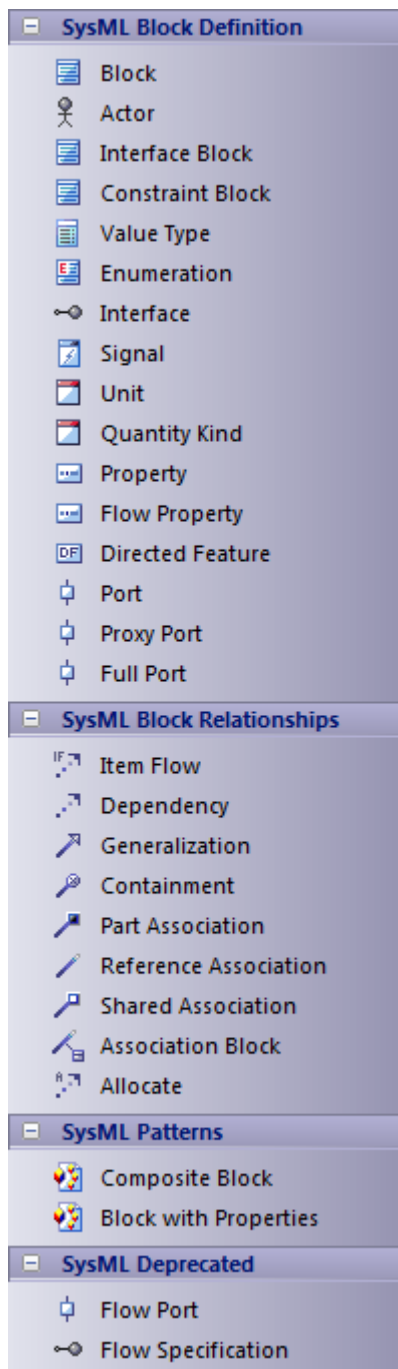 SysML Block Definition
Block
Actor
Interface Block
Constraint Block
Value Type
E Enumeration
Interface
Signal
Unit
Quantity Kind
Property
Flow Property
DF Directed Feature
Port
Proxy Port
Full Port
SysML Block Relationships
IF Item Flow
Dependency
Generalization
Containment
Part Association
Reference Association
Shared Association
Association Block
A Allocate
SysML Patterns
Composite Block
Block with Properties
SysML Deprecated
Flow Port
Flow Specification